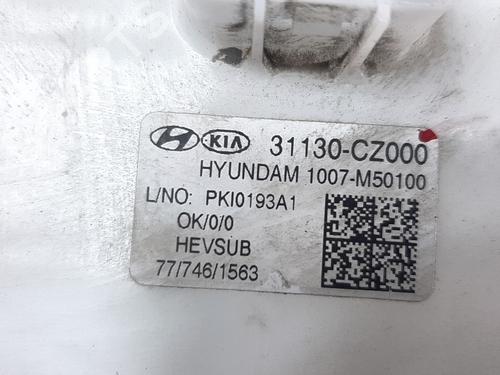 KIA 31130-CZ000
HYUNDAM 1007-M50100
L/NO: PKI0193A1
OK/0/0
HEVSUB
77/746/1563